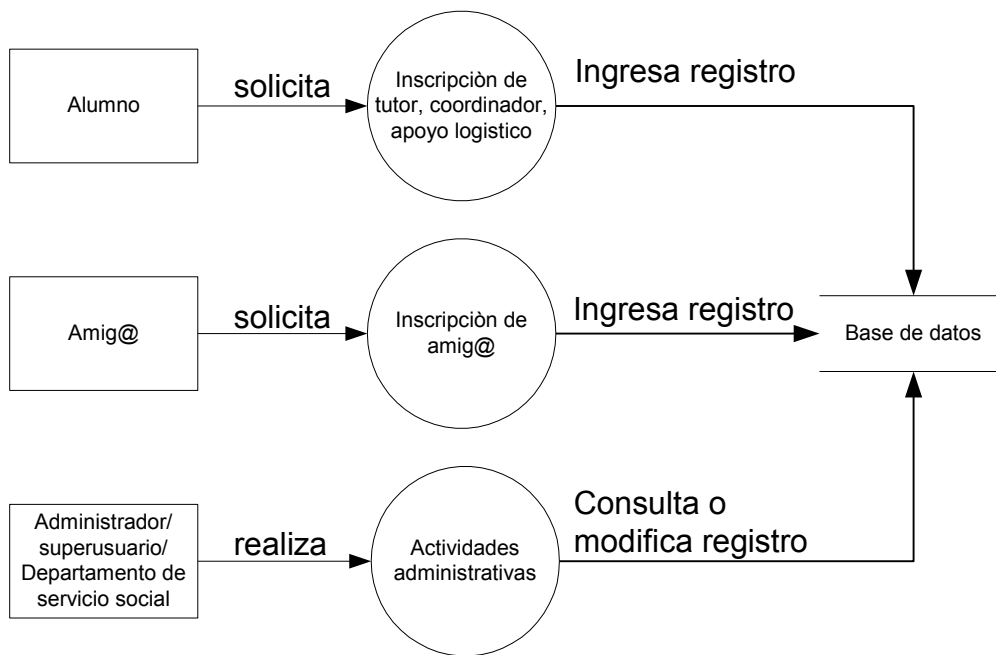 Alumno
solicita
Inscripciòn de
tutor, coordinador,
apoyo logistico
Ingresa registro
Amig@
solicita
Inscripciòn de
amig@
Ingresa registro
Base de datos
Administrador/
superusuario/
Departamento de
servicio social
realiza
Actividades
administrativas
Consulta o
modifica registro